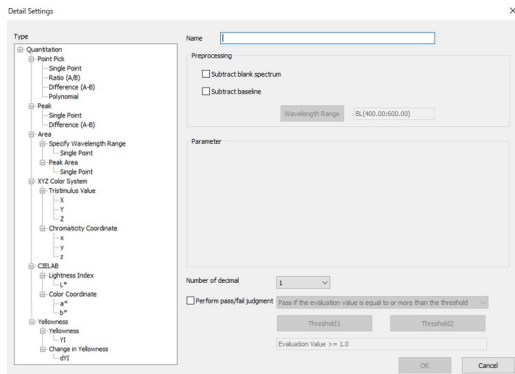 Detail Settings
Type
Quantitation
Point Pick
Single Point
Ratio (A/B)
Difference (A-B)
Polynomial
Peak
Single Point
Difference (A-B)
Area
Specify Wavelength Range
Single Point
Peak Area
Single Point
XYZ Color System
Tristimulus Value
X
Y
Z
Chromaticity Coordinate
x
y
z
CIELAB
Lightness Index
L*
Color Coordinate
a*
b*
Yellowness
Yellowness
YI
Change in Yellowness
dYI
Name
Preprocessing
Subtract blank spectrum
Subtract baseline
Wavelength Range
BL(400.00:600.00)
Parameter
Number of decimal
1
Perform pass/fail judgment
Pass if the evaluation value is equal to or more than the threshold
Threshold1
Threshold2
Evaluation Value >= 1.0
OK
Cancel